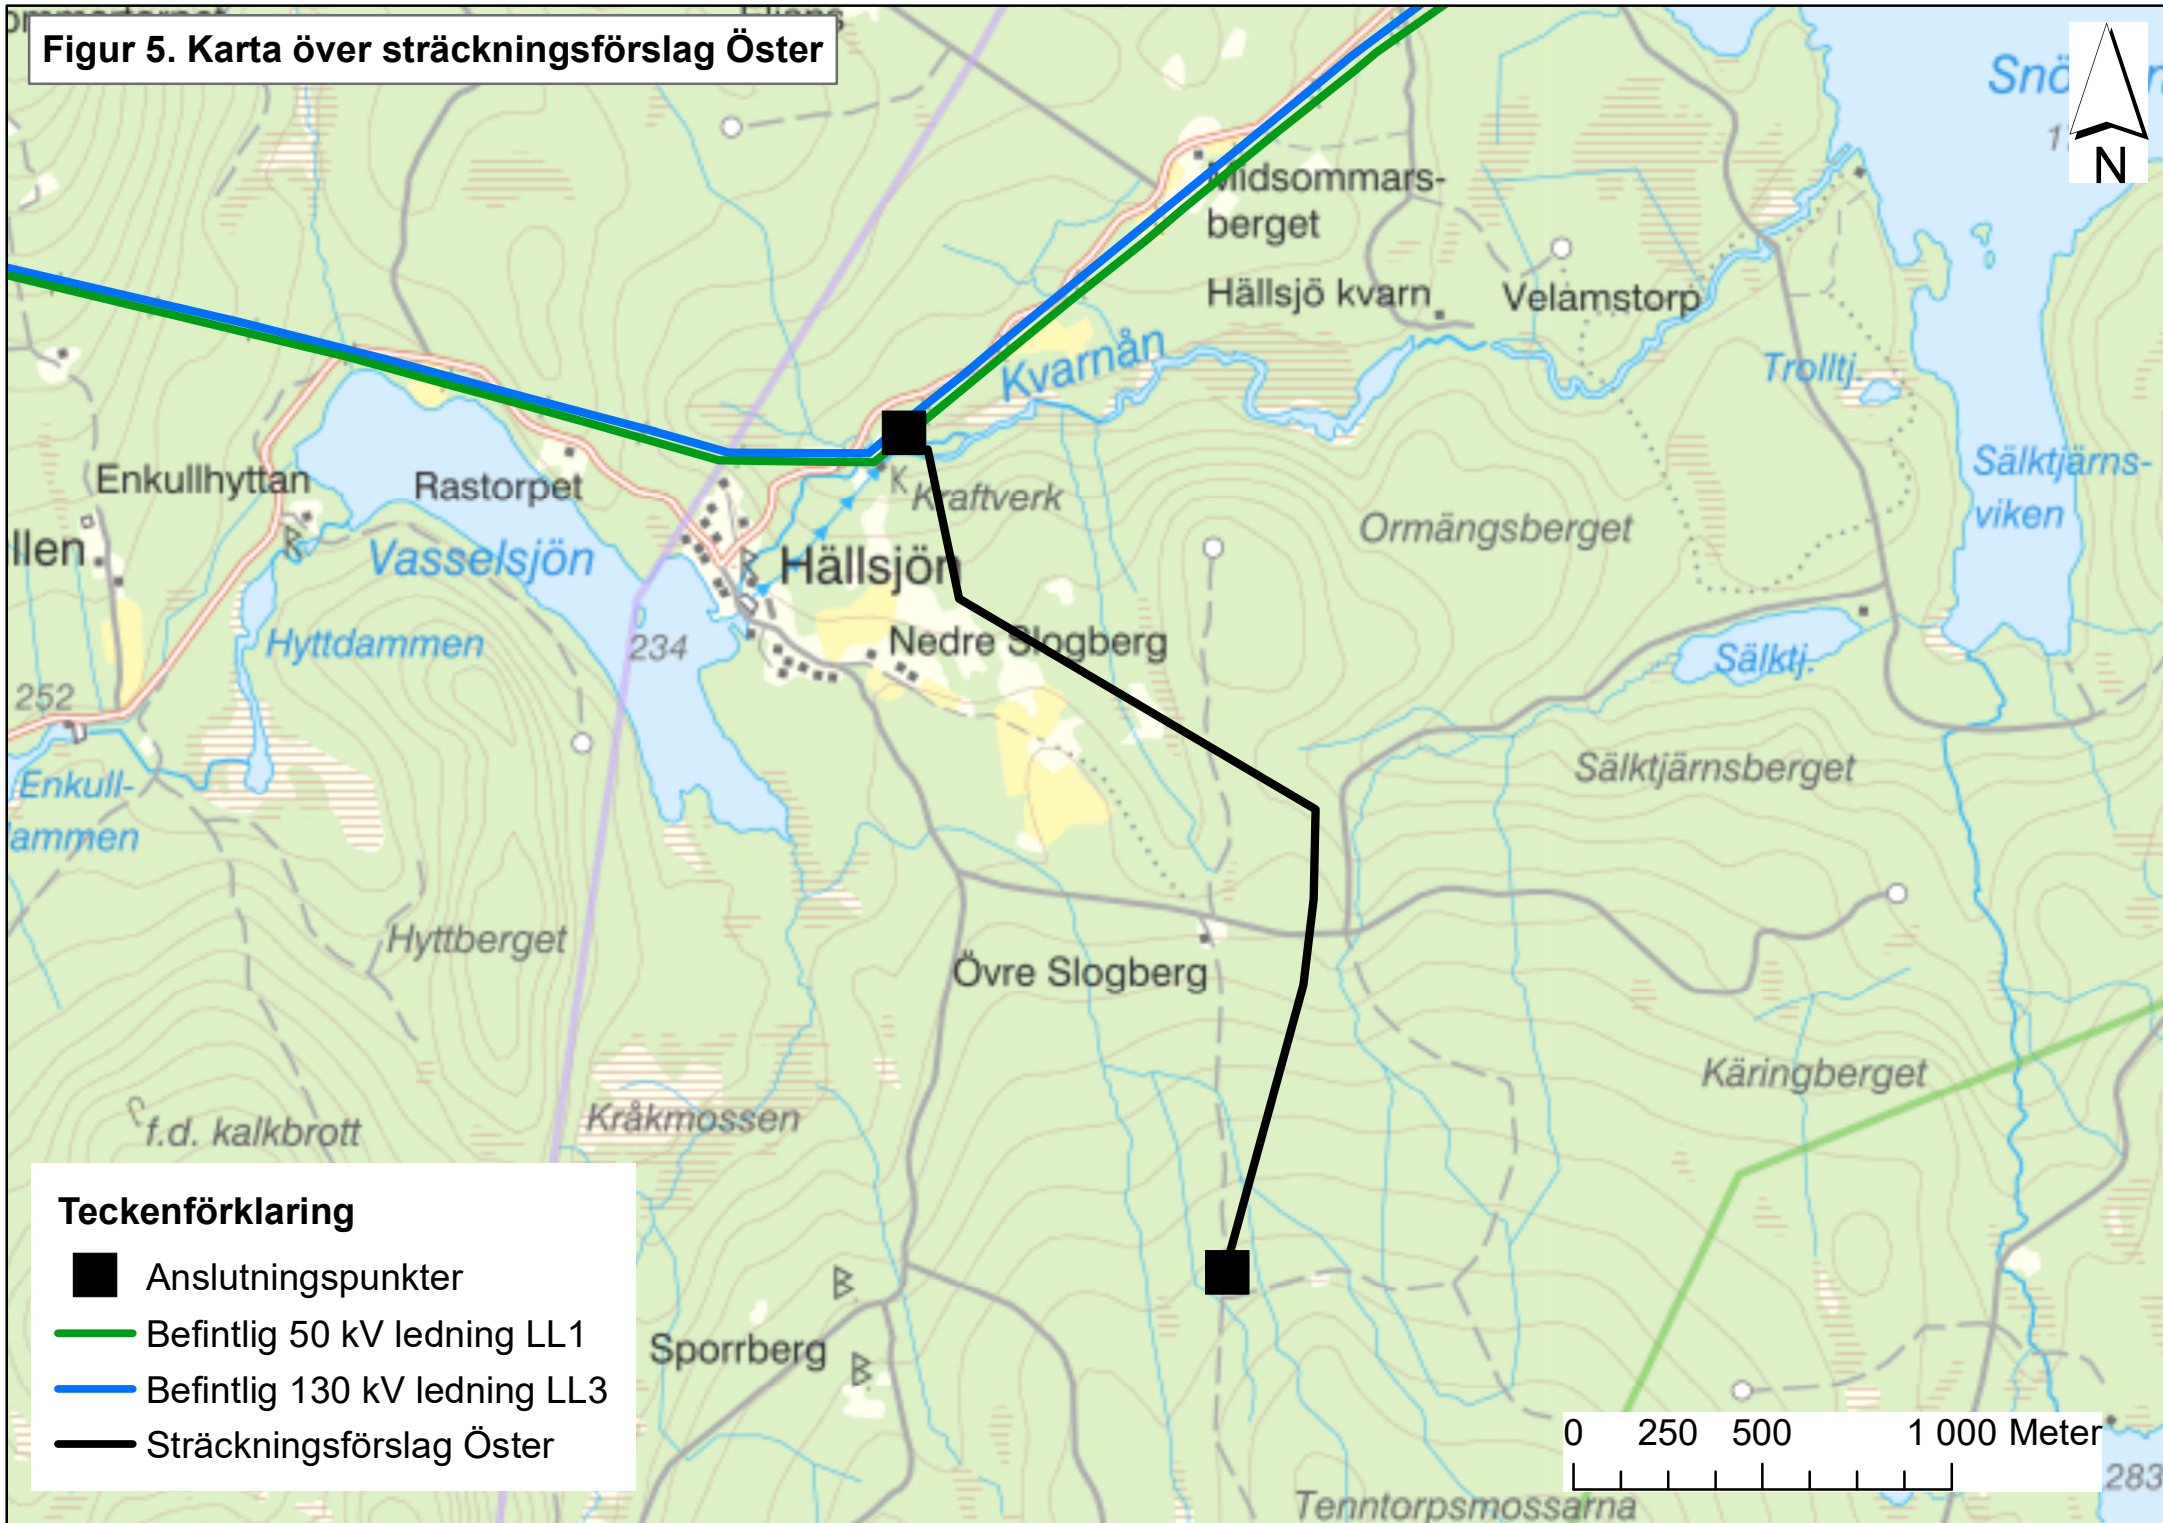 Figur 5. Karta över sträckningsförslag Öster
N
Midsommars-
berget
Hällsjö kvarn
Velamstorp
Kvarnån
Trolltj.
Sälktjärns-
viken
Enkullhyttan
Rastorpet
K
Kraftverk
Ormängsberget
llen
Vasselsjön
Hällsjön
Hyttdammen
234
Nedre Slogberg
Sälktj.
252
Sälktjärnsberget
Enkull-
dammen
Hyttberget
Övre Slogberg
Käringberget
f.d. kalkbrott
Kråkmossen
Sporrberg
Tenntorpsmossarna
283
Teckenförklaring
Anslutningspunkter
Befintlig 50 kV ledning LL1
Befintlig 130 kV ledning LL3
Sträckningsförslag Öster
0 250 500 1 000 Meter